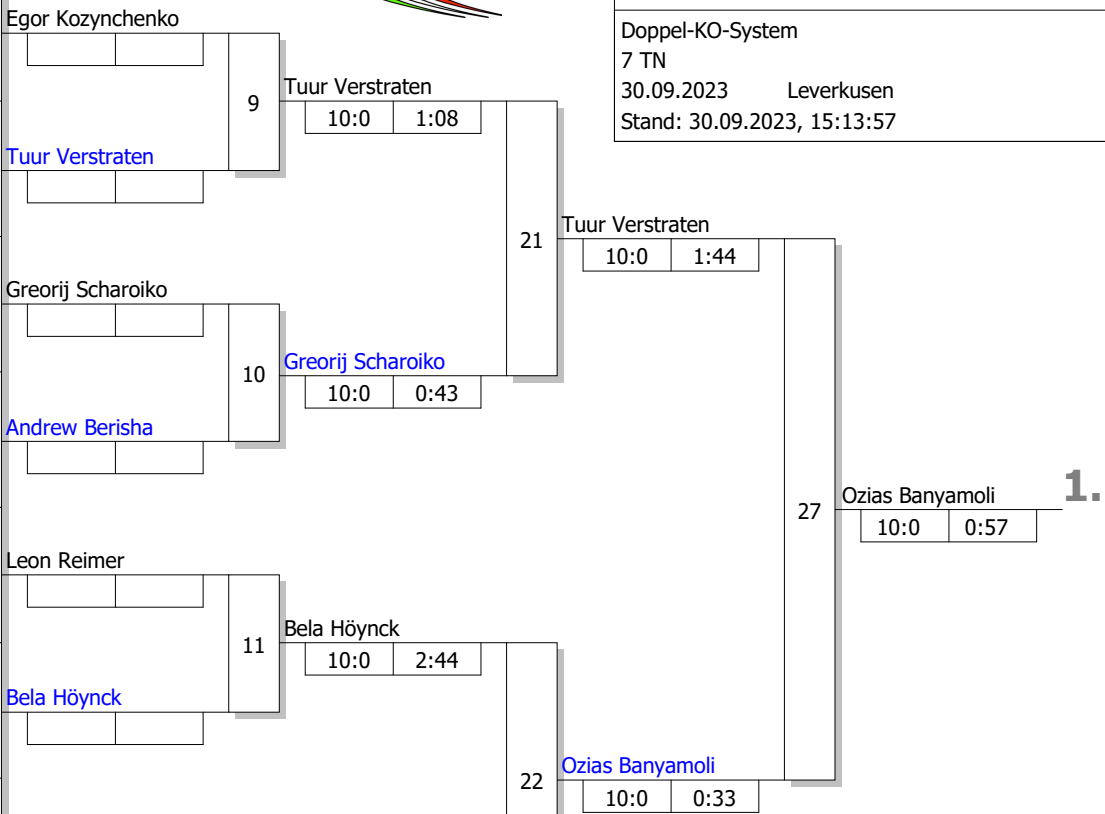 Egor Kozynchenko
Doppel-KO-System
7 TN
30.09.2023 Leverkusen
Stand: 30.09.2023, 15:13:57
9
Tuur Verstraten
10:0 1:08
Tuur Verstraten
21
Tuur Verstraten
10:0 1:44
Greorij Scharoiko
10
Greorij Scharoiko
10:0 0:43
Andrew Berisha
27
Ozias Banyamoli
1.
10:0 0:57
Leon Reimer
11
Bela Höynck
10:0 2:44
Bela Höynck
22
Ozias Banyamoli
10:0 0:33